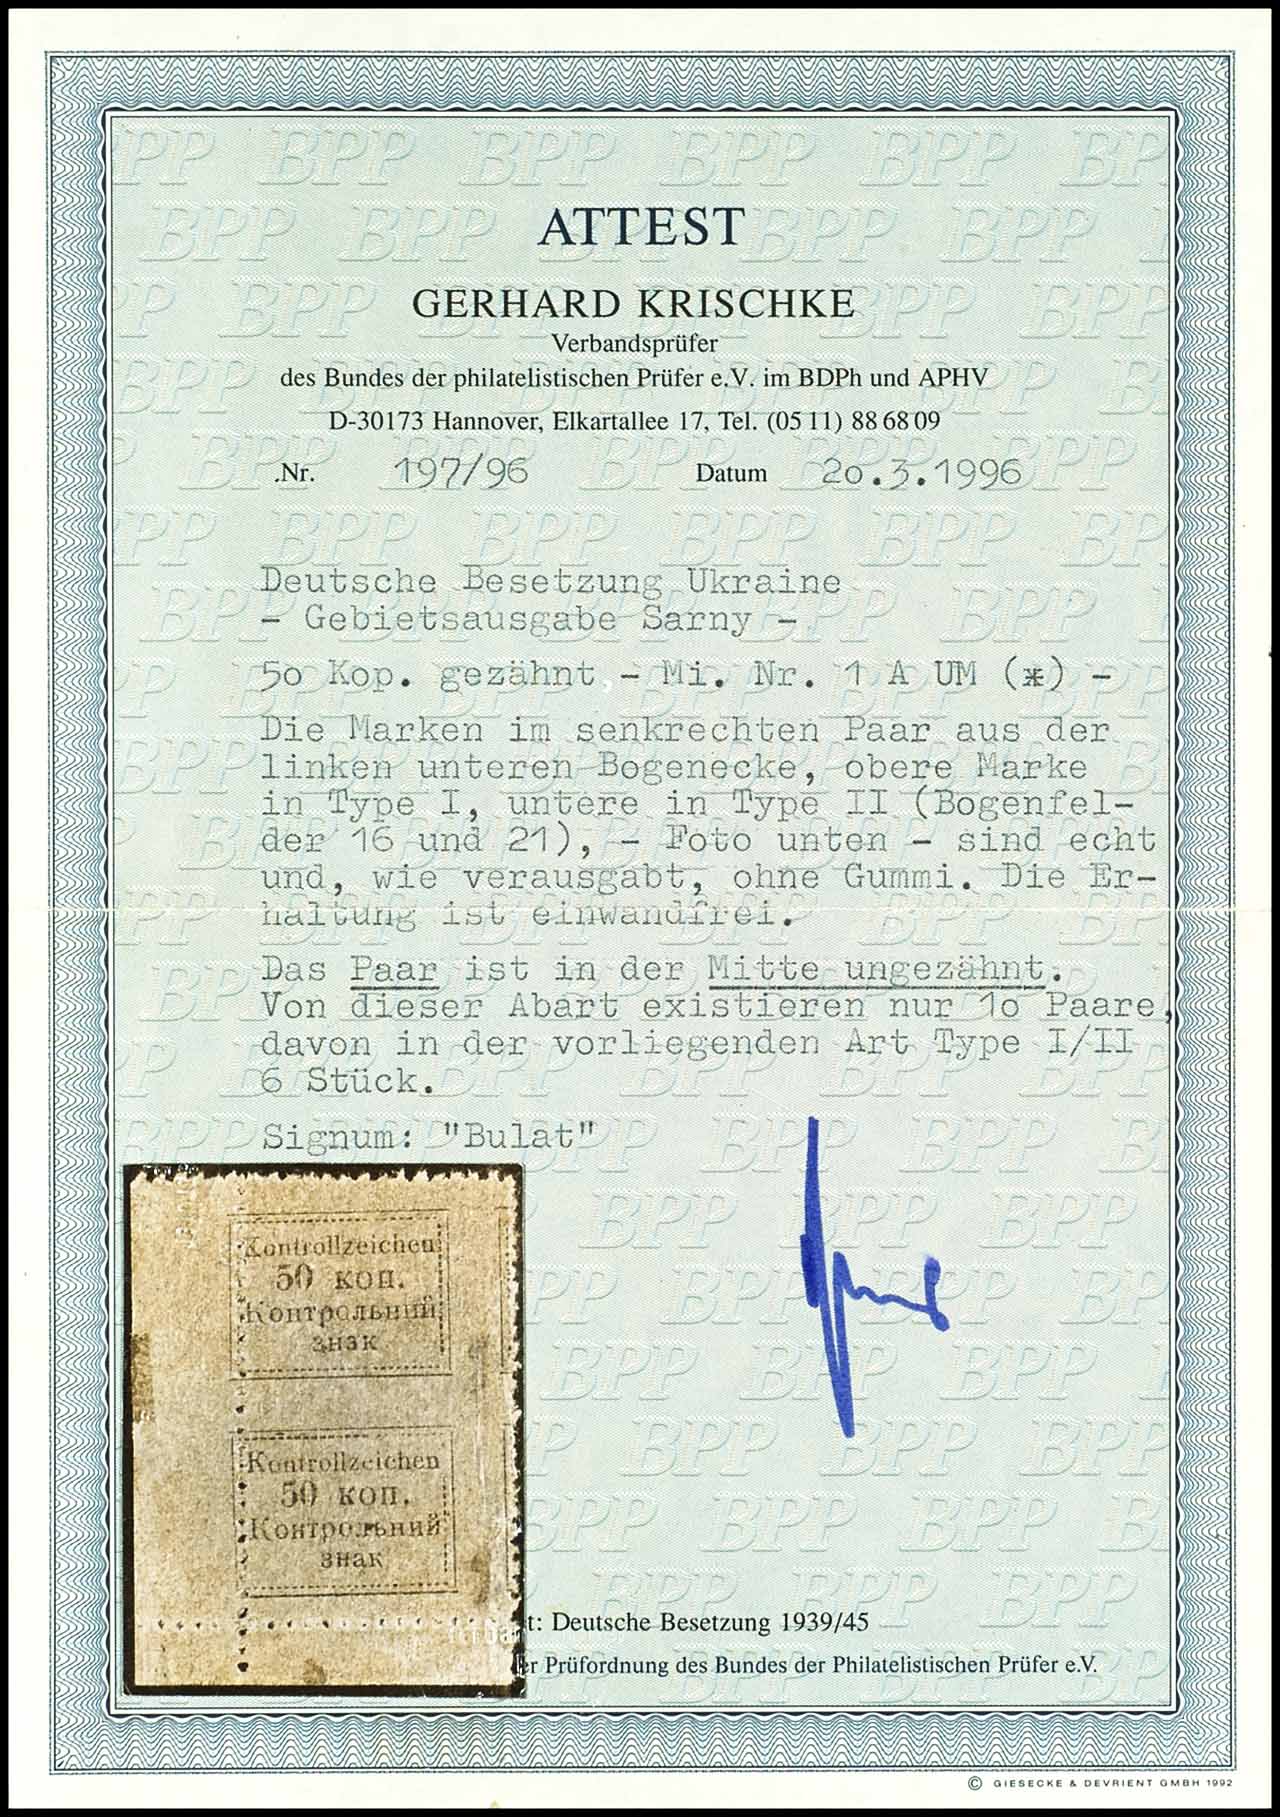 ATTEST
GERHARD KRISCHKE
Verbandsprüfer
des Bundes der philatelistischen Prüfer e.V. im BDPh und APHV
D-30173 Hannover, Elkartallee 17, Tel. (05 11) 88 68 09
.Nr. 197/96 Datum 20.3.1996
Deutsche Besetzung Ukraine
- Gebietsausgabe Sarny -
50 Kop. gezähnt - Mi. Nr. 1 A UM (*) -
Die Marken im senkrechten Paar aus der
linken unteren Bogenecke, obere Marke
in Type I, untere in Type II (Bogenfel-
der 16 und 21), - Foto unten - sind echt
und, wie verausgabt, ohne Gummi. Die Er-
haltung ist einwandfrei.
Das Paar ist in der Mitte ungezähnt.
Von dieser Abart existieren nur 10 Paare,
davon in der vorliegenden Art Type I/II
6 Stück.
Signum: "Bulat"
Kontrollzeichen
50 коп.
Контрольний
знак
Kontrollzeichen
50 коп.
Контрольний
знак
t: Deutsche Besetzung 1939/45
er Prüfordnung des Bundes der Philatelistischen Prüfer e.V.
© GIESECKE & DEVRIENT GMBH 1992